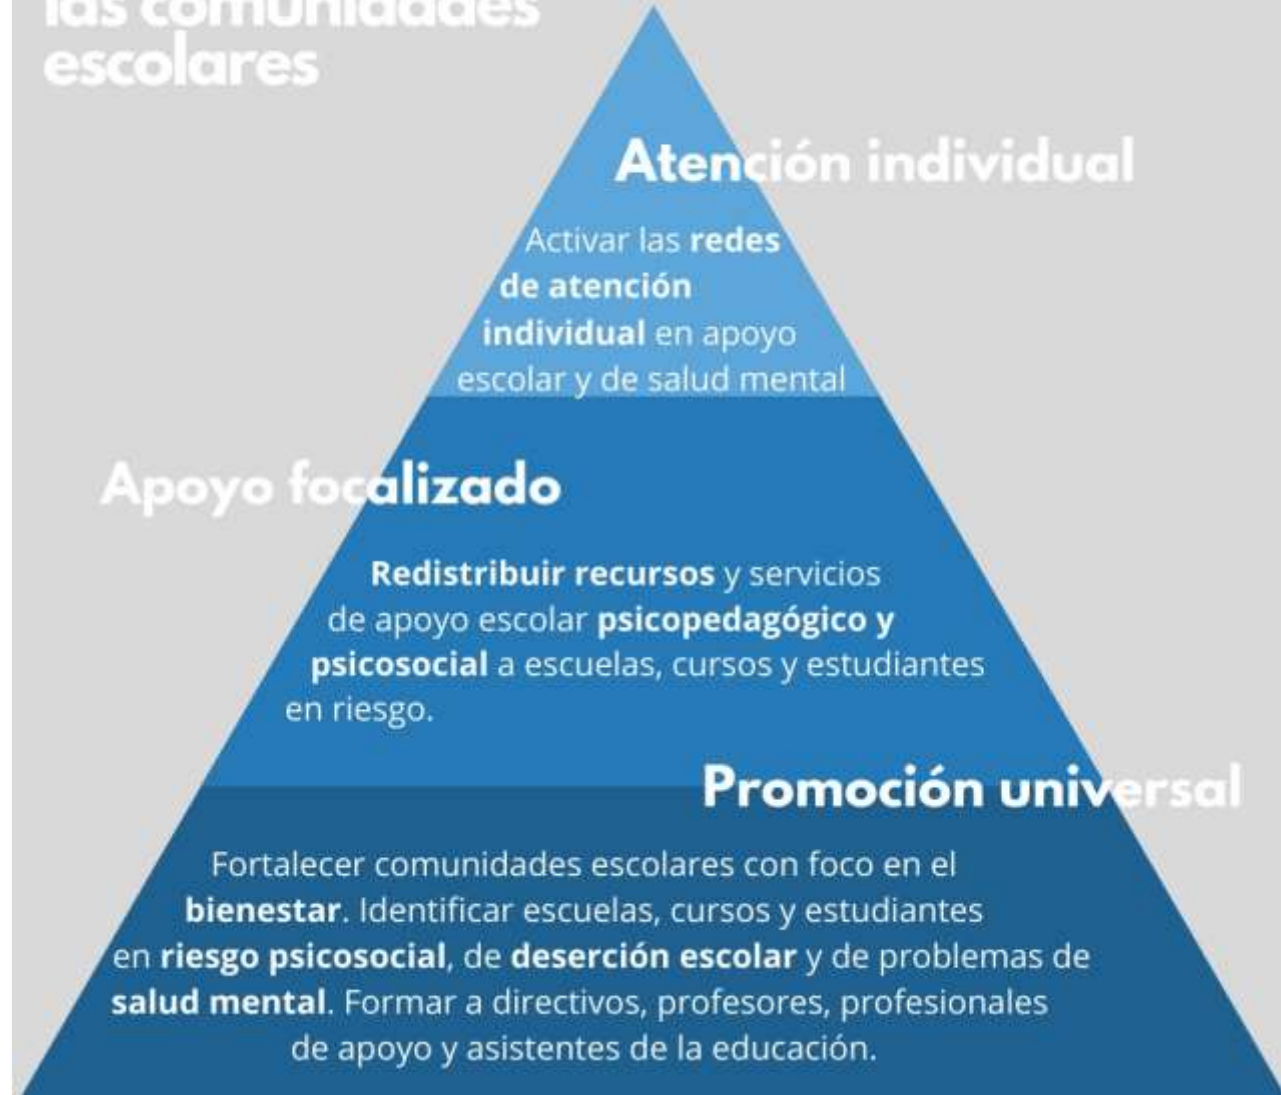 las comunidades
escolares
Atención individual
Activar las redes
de atención
individual en apoyo
escolar y de salud mental
Apoyo focalizado
Redistribuir recursos y servicios
de apoyo escolar psicopedagógico y
psicosocial a escuelas, cursos y estudiantes
en riesgo.
Promoción universal
Fortalecer comunidades escolares con foco en el
bienestar. Identificar escuelas, cursos y estudiantes
en riesgo psicosocial, de deserción escolar y de problemas de
salud mental. Formar a directivos, profesores, profesionales
de apoyo y asistentes de la educación.